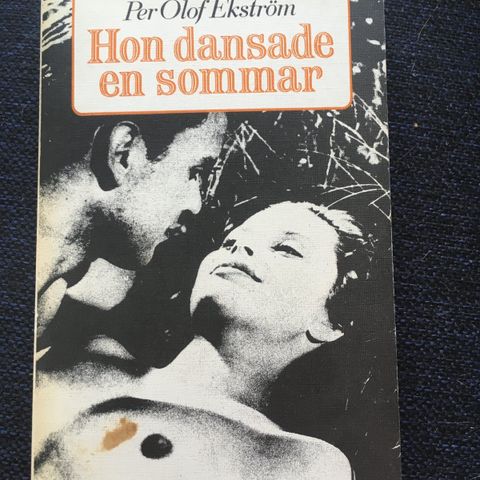 Per Olof Ekström
Hon dansade
en sommar